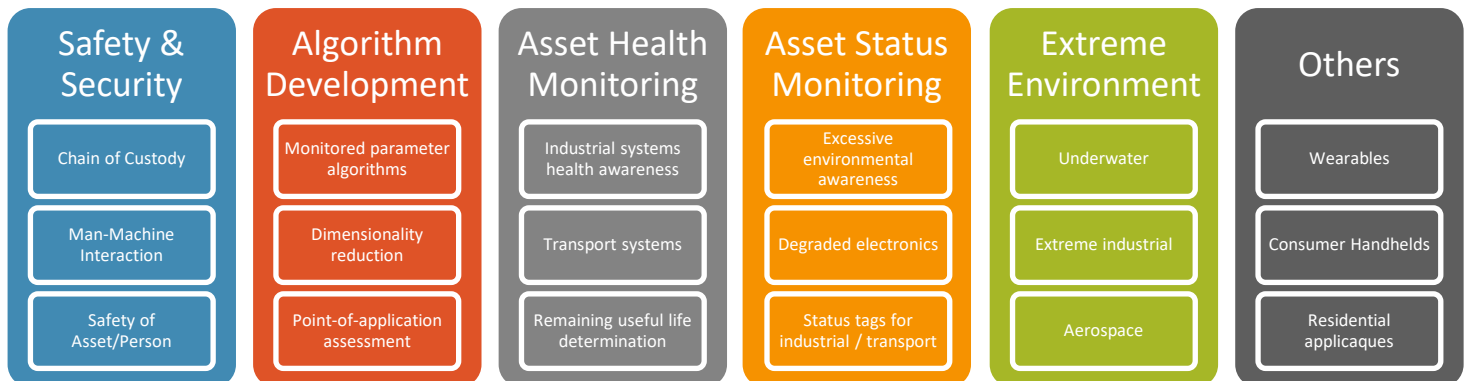 Safety &
Security
Chain of Custody
Man-Machine
Interaction
Safety of
Asset/Person
Algorithm
Development
Monitored parameter
algorithms
Dimensionality
reduction
Point-of-application
assessment
Asset Health
Monitoring
Industrial systems
health awareness
Transport systems
Remaining useful life
determination
Asset Status
Monitoring
Excessive
environmental
awareness
Degraded electronics
Status tags for
industrial / transport
Extreme
Environment
Underwater
Extreme industrial
Aerospace
Others
Wearables
Consumer Handhelds
Residential
applicaques